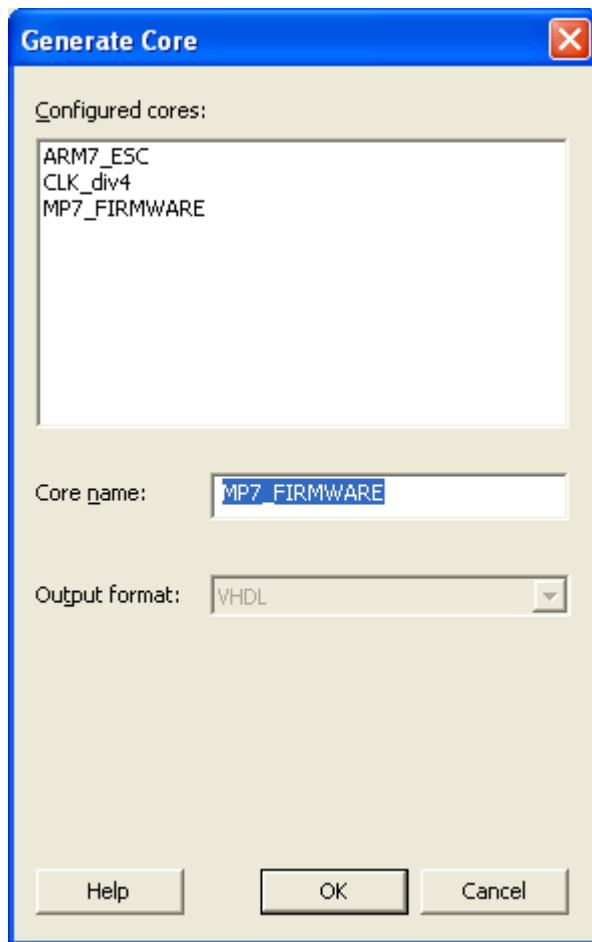 Generate Core
Configured cores:
ARM7_ESC
CLK_div4
MP7_FIRMWARE
Core name:
MP7_FIRMWARE
Output format:
VHDL
Help
OK
Cancel